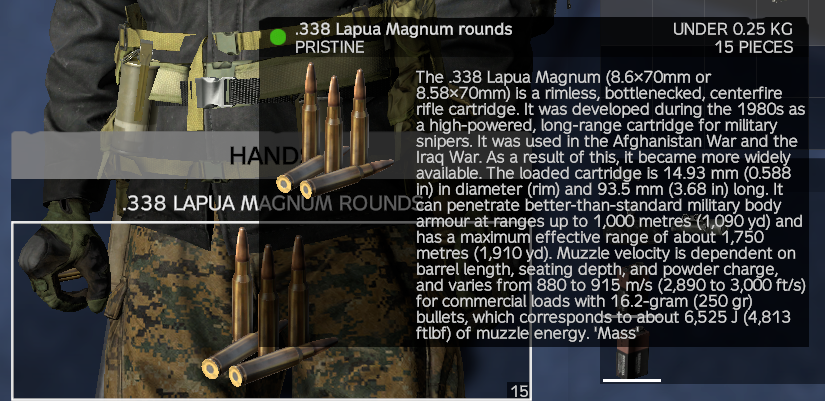 .338 Lapua Magnum rounds
UNDER 0.25 KG
PRISTINE
15 PIECES
The .338 Lapua Magnum (8.6×70mm or
8.58×70mm) is a rimless, bottlenecked, centerfire
rifle cartridge. It was developed during the 1980s as
a high-powered, long-range cartridge for military
snipers. It was used in the Afghanistan War and the
Iraq War. As a result of this, it became more widely
available. The loaded cartridge is 14.93 mm (0.588
in) in diameter (rim) and 93.5 mm (3.68 in) long. It
can penetrate better-than-standard military body
armour at ranges up to 1,000 metres (1,090 yd) and
has a maximum effective range of about 1,750
metres (1,910 yd). Muzzle velocity is dependent on
barrel length, seating depth, and powder charge,
and varies from 880 to 915 m/s (2,890 to 3,000 ft/s)
for commercial loads with 16.2-gram (250 gr)
bullets, which corresponds to about 6,525 J (4,813
ftlbf) of muzzle energy. 'Mass'
HANDS
.338 LAPUA MAGNUM ROUNDS
15